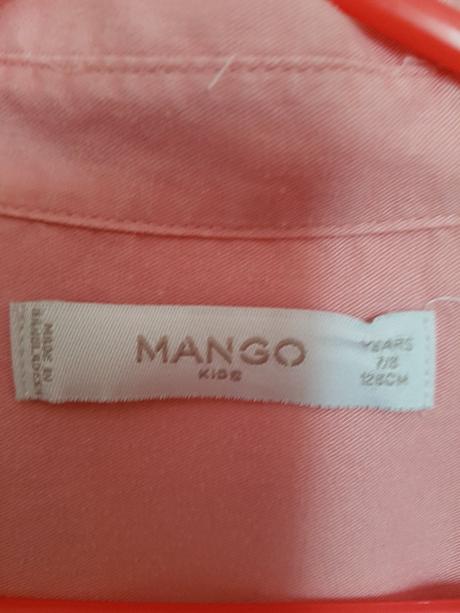 MADE IN
BANGLADESH
MANGO
KIDS
YEARS
7/8
128CM